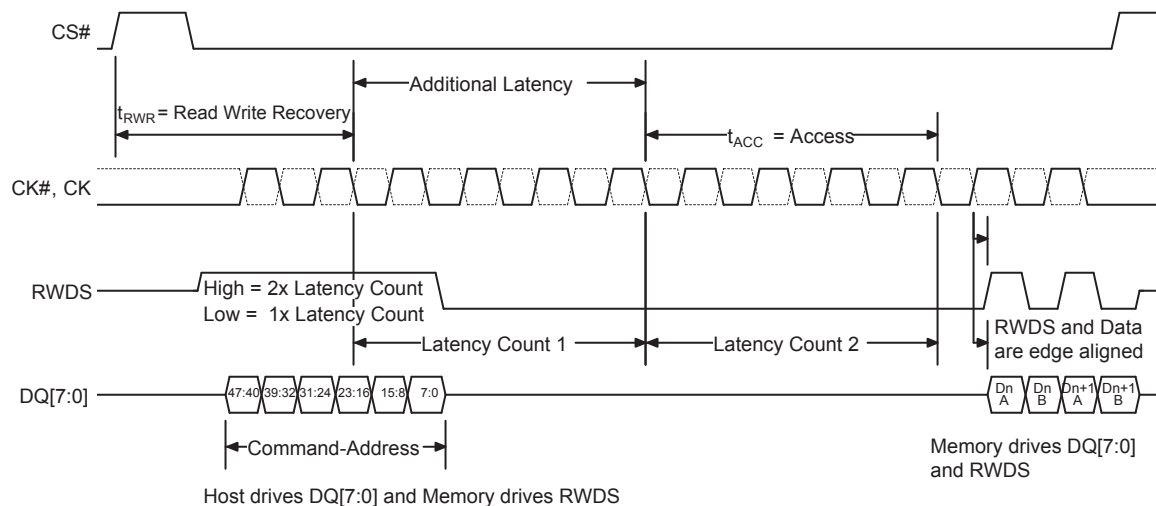 CS#
Additional Latency
tRWR = Read Write Recovery
tACC = Access
CK#, CK
RWDS
High = 2x Latency Count
Low = 1x Latency Count
RWDS and Data
are edge aligned
Latency Count 1
Latency Count 2
DQ[7:0]
47:40 39:32 31:24 23:16 15:8 7:0
Dn Dn Dn+1 Dn+1
A B A B
Command-Address
Memory drives DQ[7:0]
and RWDS
Host drives DQ[7:0] and Memory drives RWDS